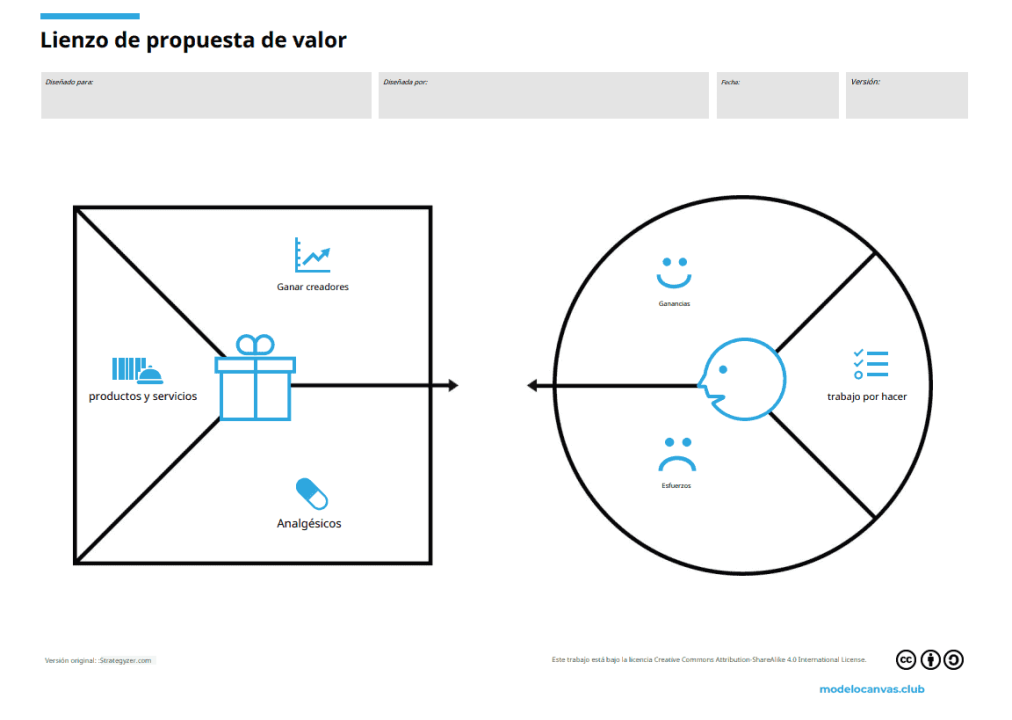 Lienzo de propuesta de valor
Diseñado para:
Diseñada por:
Fecha:
Versión:
Ganar creadores
productos y servicios
Analgésicos
Ganancias
trabajo por hacer
Esfuerzos
Versión original: :Strategyzer.com
Este trabajo está bajo la licencia Creative Commons Attribution-ShareAlike 4.0 International License.
cc
modelocanvas.club